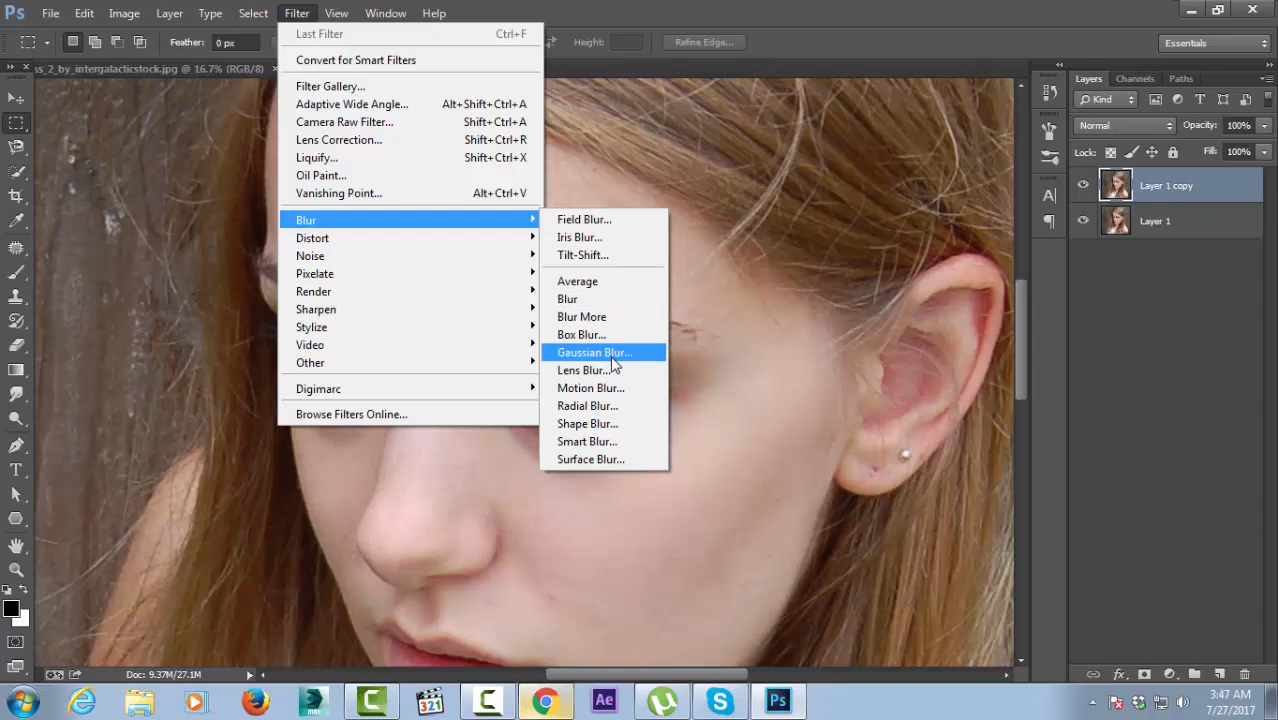 Ps File Edit Image Layer Type Select Filter View Window Help
Feather: 0 px Height: Refine Edge... Essentials
ss_2_by_intergalacticstock.jpg @ 16.7% (RGB/8) ×
Last Filter Ctrl+F
Convert for Smart Filters
Filter Gallery...
Adaptive Wide Angle... Alt+Shift+Ctrl+A
Camera Raw Filter... Shift+Ctrl+A
Lens Correction... Shift+Ctrl+R
Liquify... Shift+Ctrl+X
Oil Paint...
Vanishing Point... Alt+Ctrl+V
Blur
Distort
Noise
Pixelate
Render
Sharpen
Stylize
Video
Other
Digimarc
Browse Filters Online...
Field Blur...
Iris Blur...
Tilt-Shift...
Average
Blur
Blur More
Box Blur...
Gaussian Blur...
Lens Blur...
Motion Blur...
Radial Blur...
Shape Blur...
Smart Blur...
Surface Blur...
Layers Channels Paths
Kind
Normal Opacity: 100%
Lock: Fill: 100%
Layer 1 copy
Layer 1
Doc: 9.37M/27.1M
321 Ae Ps
3:47 AM
7/27/2017